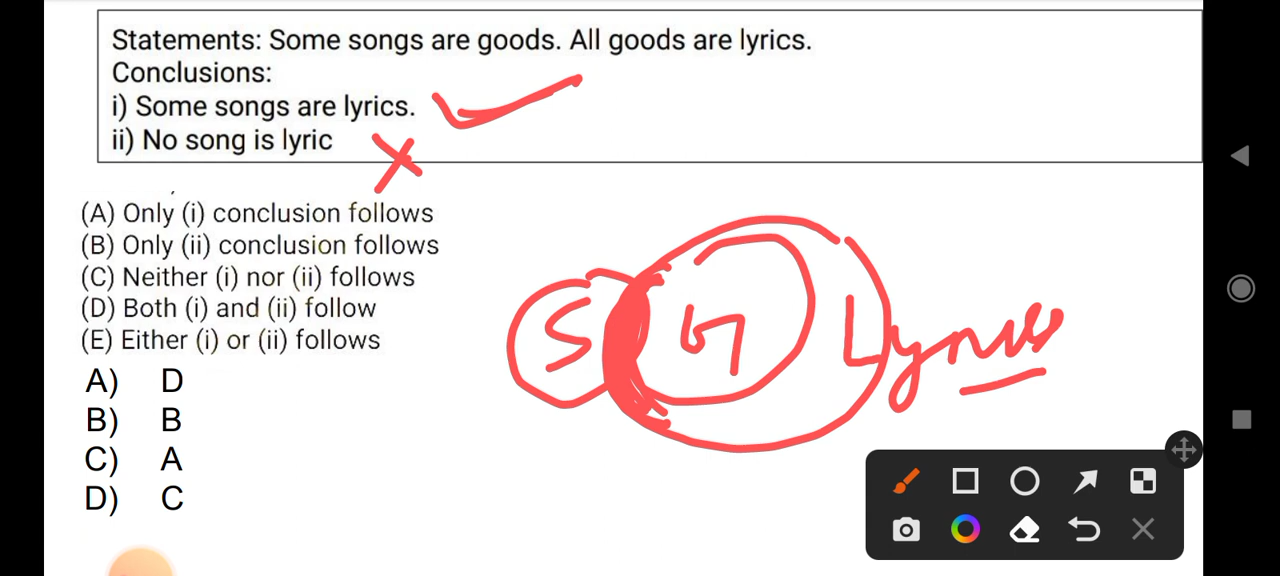 Statements: Some songs are goods. All goods are lyrics.
Conclusions:
i) Some songs are lyrics.
ii) No song is lyric
(A) Only (i) conclusion follows
(B) Only (ii) conclusion follows
(C) Neither (i) nor (ii) follows
(D) Both (i) and (ii) follow
(E) Either (i) or (ii) follows
S G Lyrics
A) D
B) B
C) A
D) C